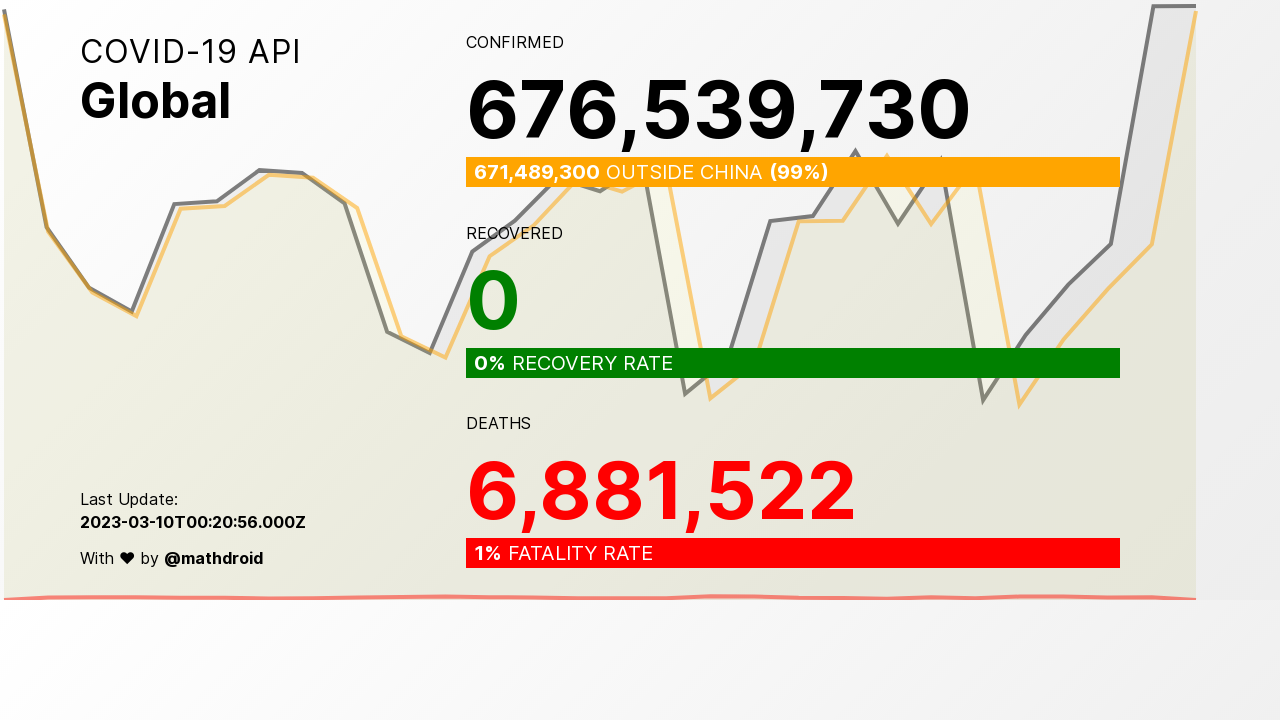 COVID-19 API
Global
Last Update:
2023-03-10T00:20:56.000Z
With ♥ by @mathdroid
CONFIRMED
676,539,730
671,489,300 OUTSIDE CHINA (99%)
RECOVERED
0
0% RECOVERY RATE
DEATHS
6,881,522
1% FATALITY RATE